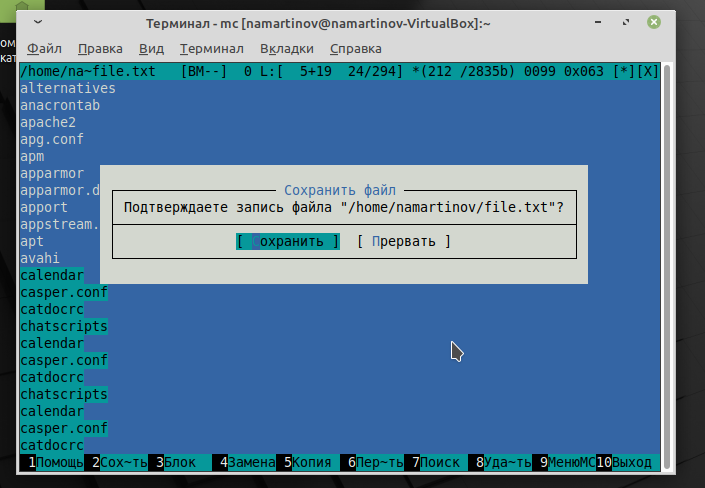 Терминал - mc [namartinov@namartinov-VirtualBox]:~
Файл Правка Вид Терминал Вкладки Справка
/home/na~file.txt [BM--] 0 L:[ 5+19 24/294] *(212 /2835b) 0099 0x063 [*][X]
alternatives
anacrontab
apache2
apg.conf
apm
apparmor
apparmor.d
apport
appstream.
apt
avahi
Сохранить файл
Подтверждаете запись файла "/home/namartinov/file.txt"?
[ Сохранить ] [ Прервать ]
calendar
casper.conf
catdocrc
chatscripts
calendar
casper.conf
catdocrc
chatscripts
calendar
casper.conf
catdocrc
1Помощь 2Сох~ть 3Блок 4Замена 5Копия 6Пер~ть 7Поиск 8Уда~ть 9МенюMC 10Выход